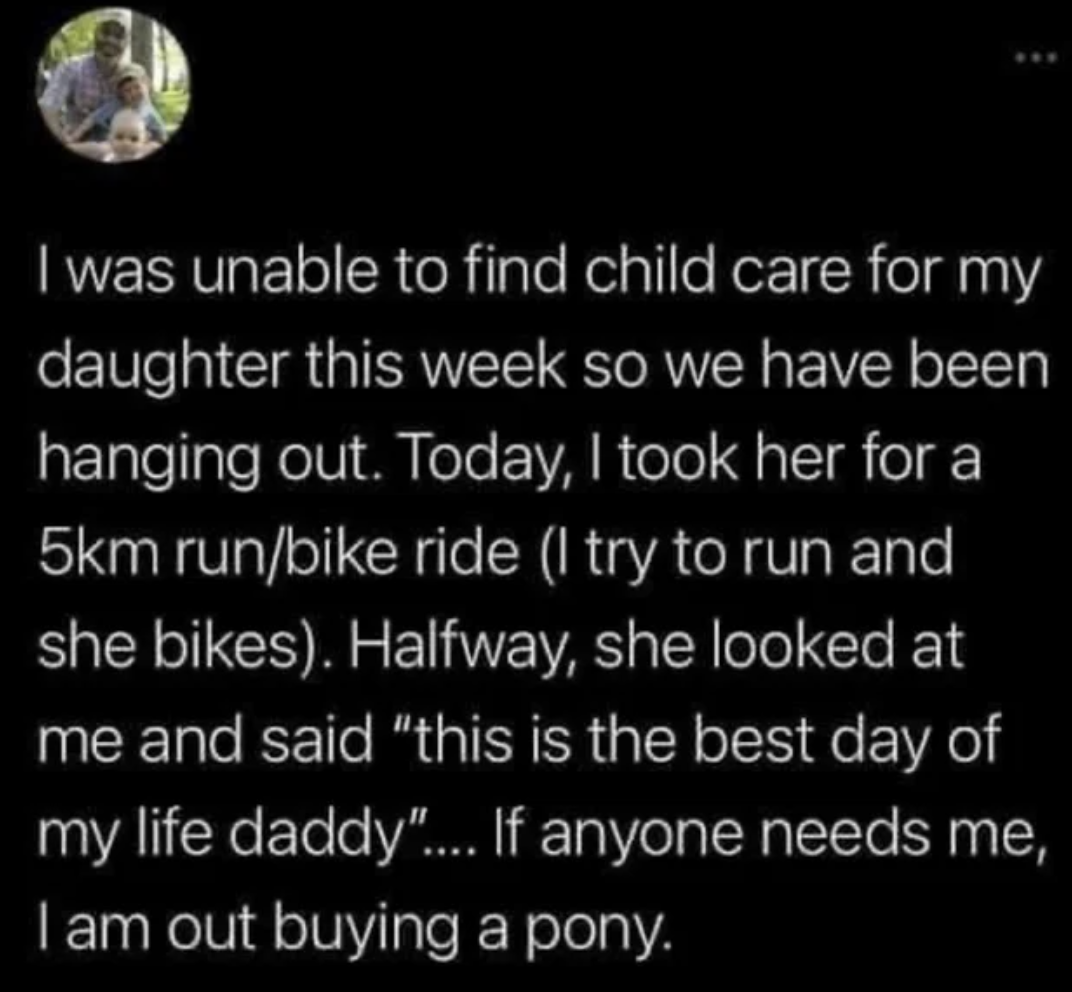 I was unable to find child care for my
daughter this week so we have been
hanging out. Today, I took her for a
5km run/bike ride (I try to run and
she bikes). Halfway, she looked at
me and said "this is the best day of
my life daddy".... If anyone needs me,
I am out buying a pony.